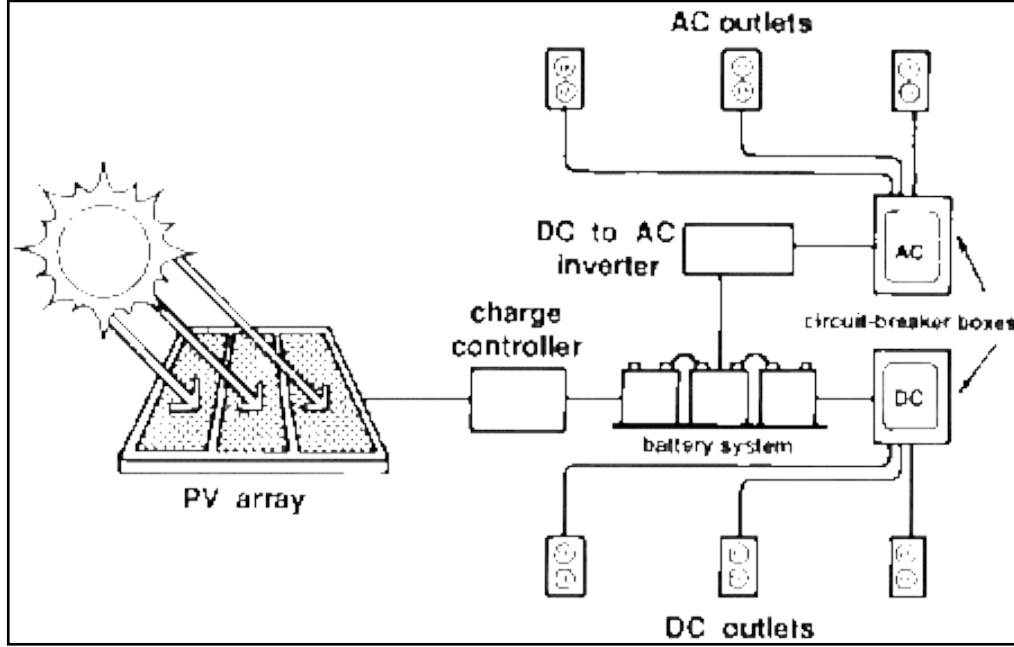 AC outlets
DC to AC
inverter
AC
charge
controller
circuit-breaker boxes
DC
battery system
PV array
DC outlets